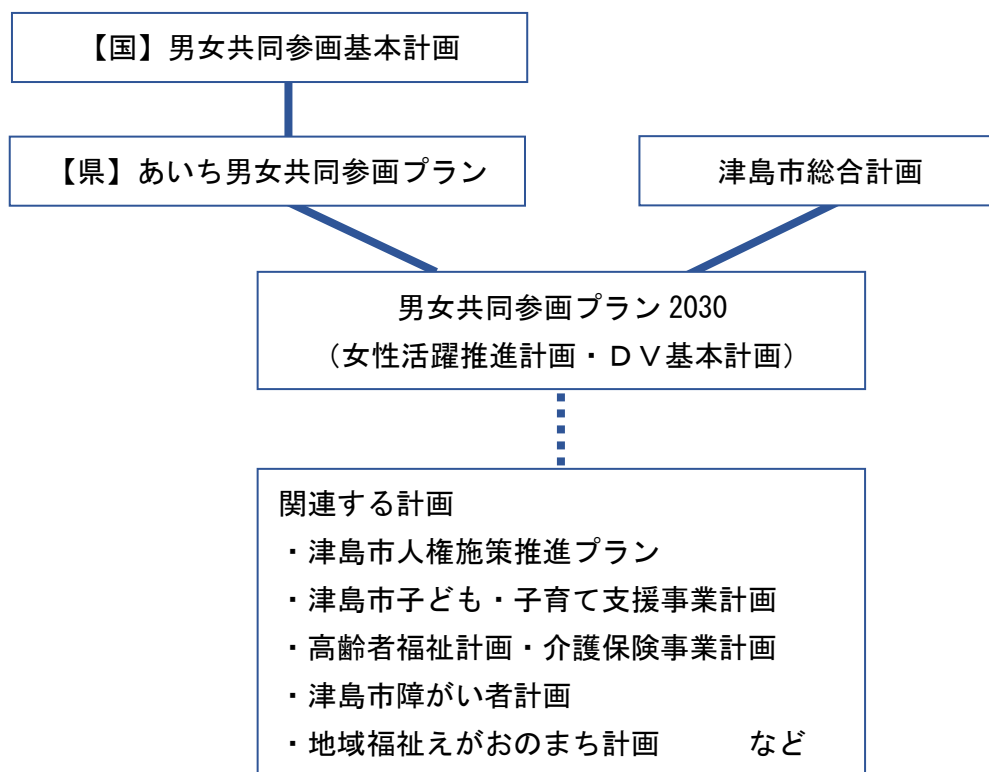 【国】男女共同参画基本計画
【県】あいち男女共同参画プラン
津島市総合計画
男女共同参画プラン 2030
(女性活躍推進計画・DV基本計画)
関連する計画
・津島市人権施策推進プラン
・津島市子ども・子育て支援事業計画
・高齢者福祉計画・介護保険事業計画
・津島市障がい者計画
・地域福祉えがおのまち計画　　　など